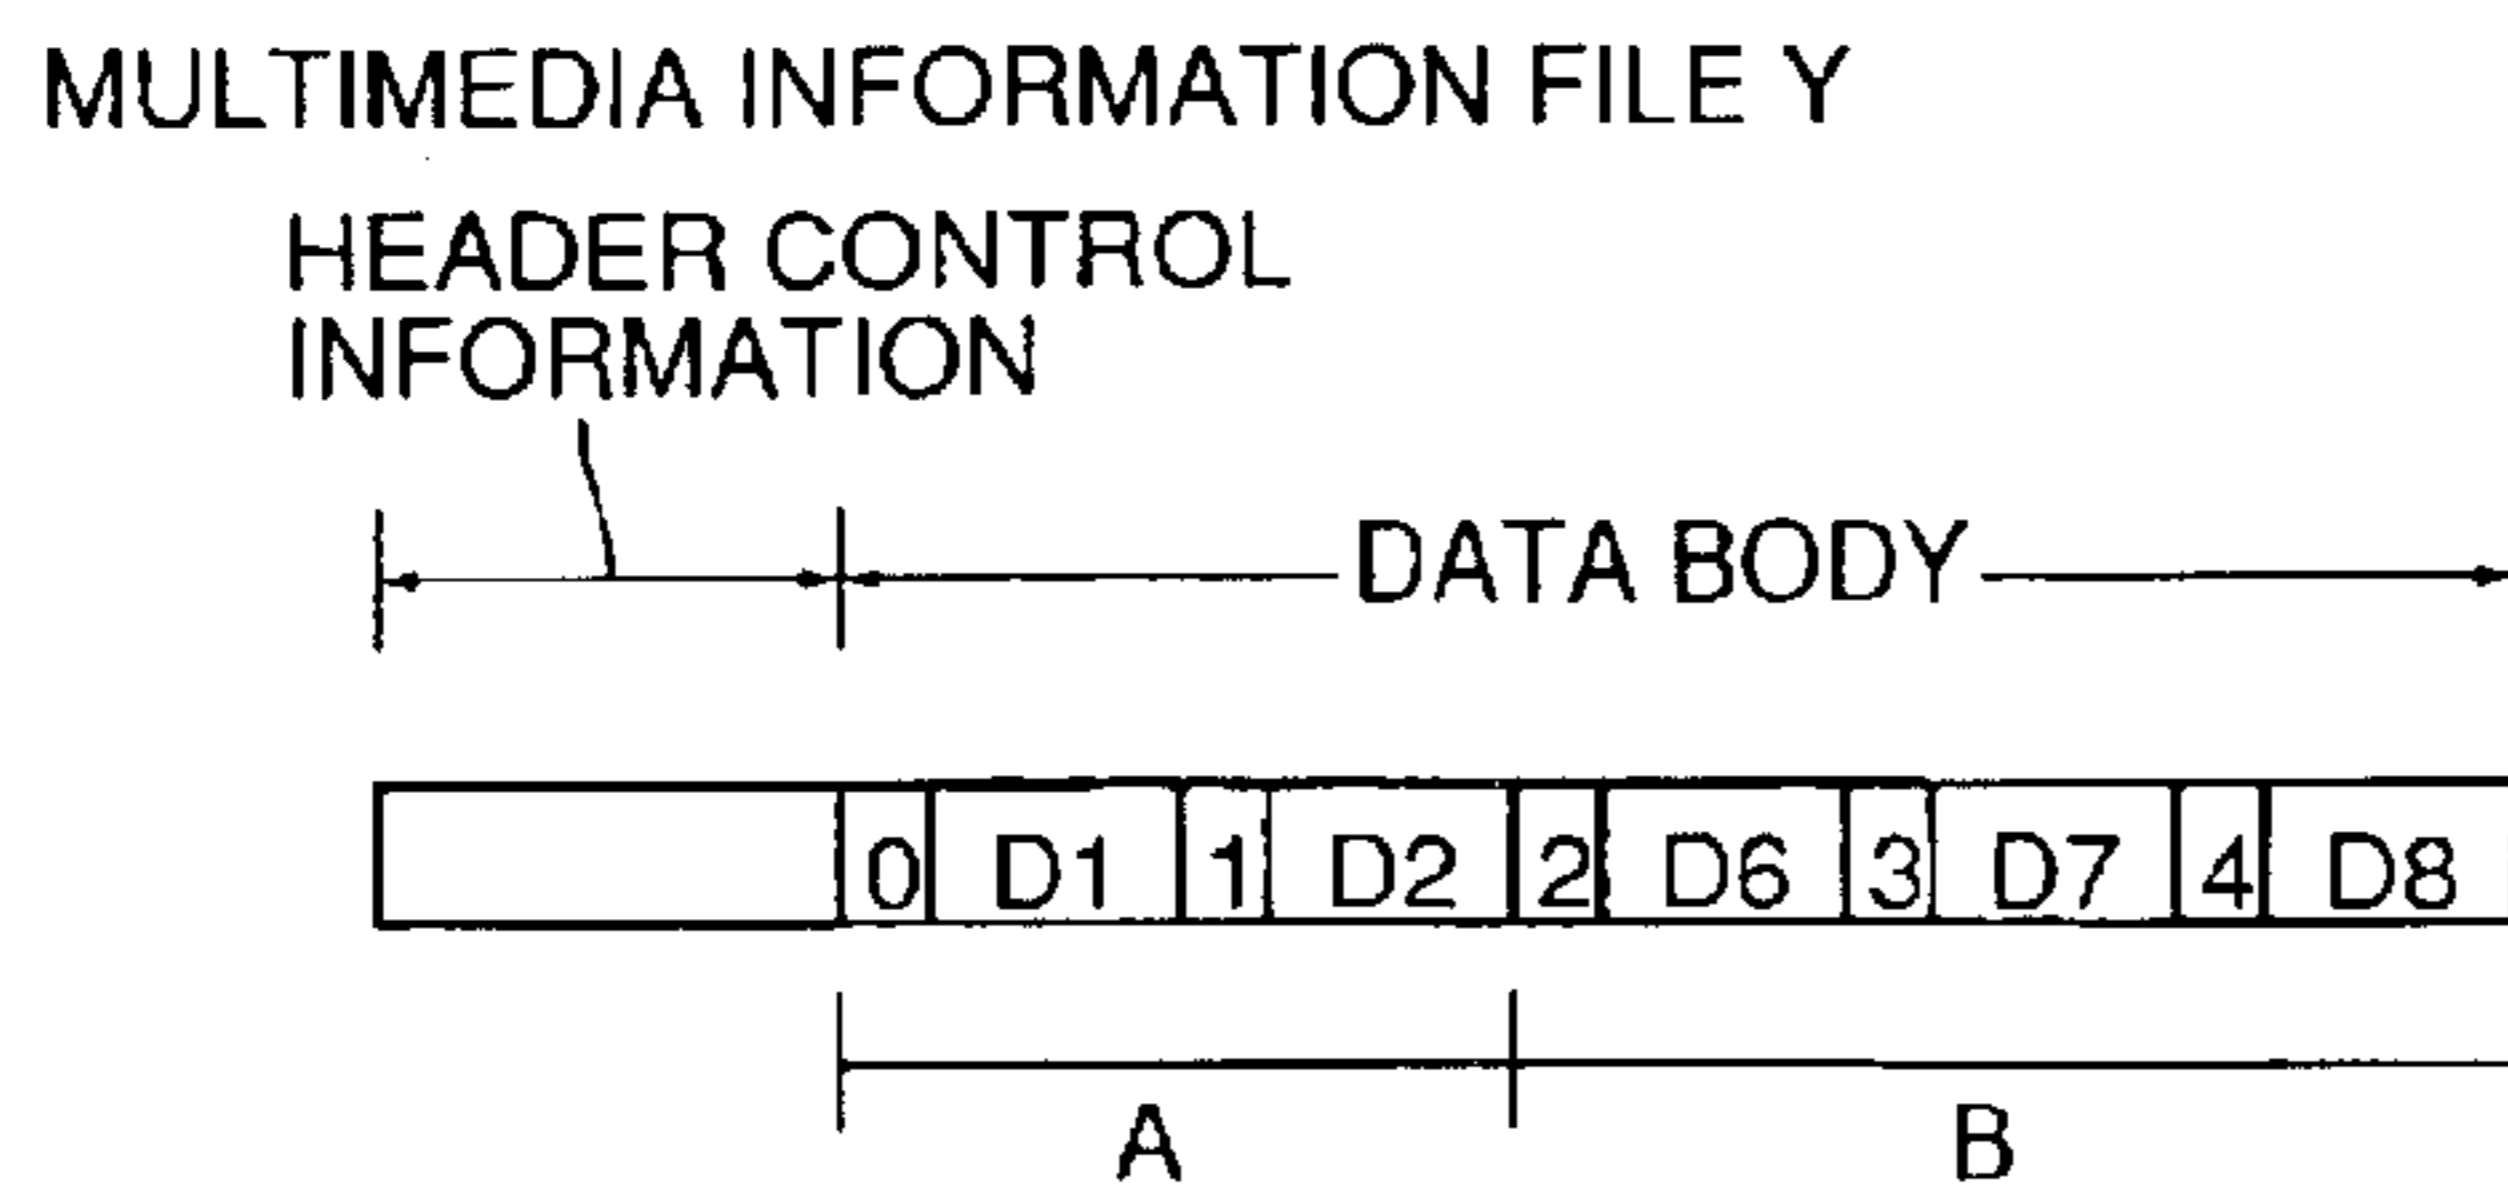 MULTIMEDIA INFORMATION FILE Y
HEADER CONTROL
INFORMATION
DATA BODY
0 D1 1 D2 2 D6 3 D7 4 D8
A B